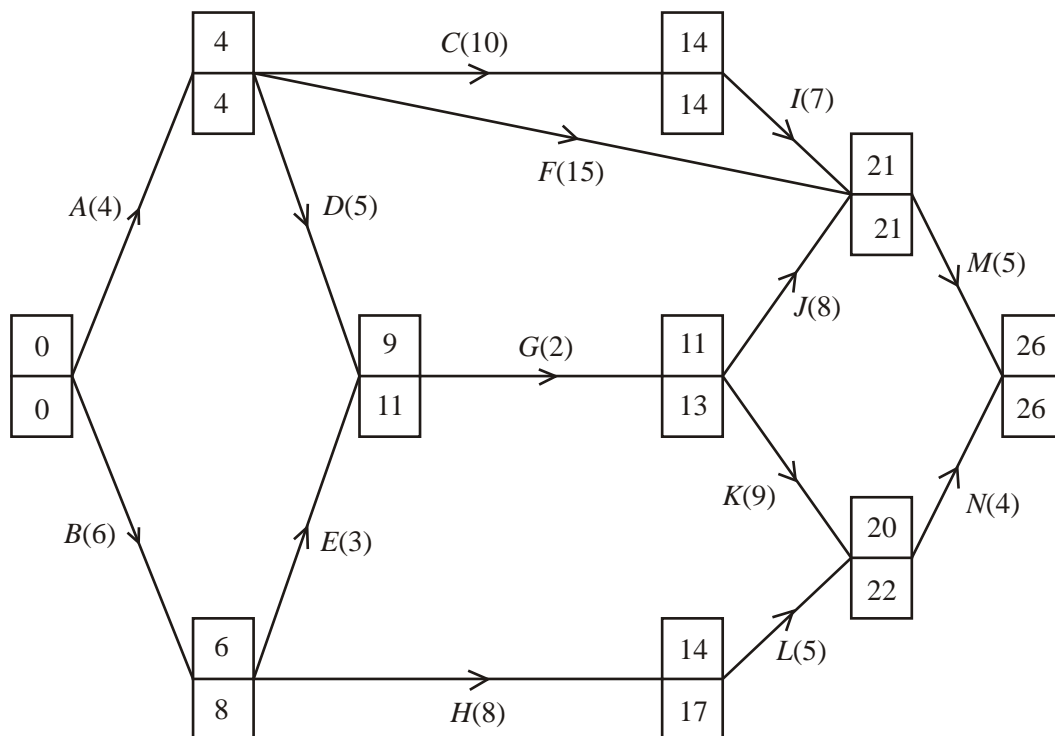 4
4
C(10)
14
14
I(7)
F(15)
21
21
A(4)
D(5)
M(5)
J(8)
0
0
9
11
G(2)
11
13
26
26
B(6)
E(3)
K(9)
N(4)
20
22
6
8
H(8)
14
17
L(5)